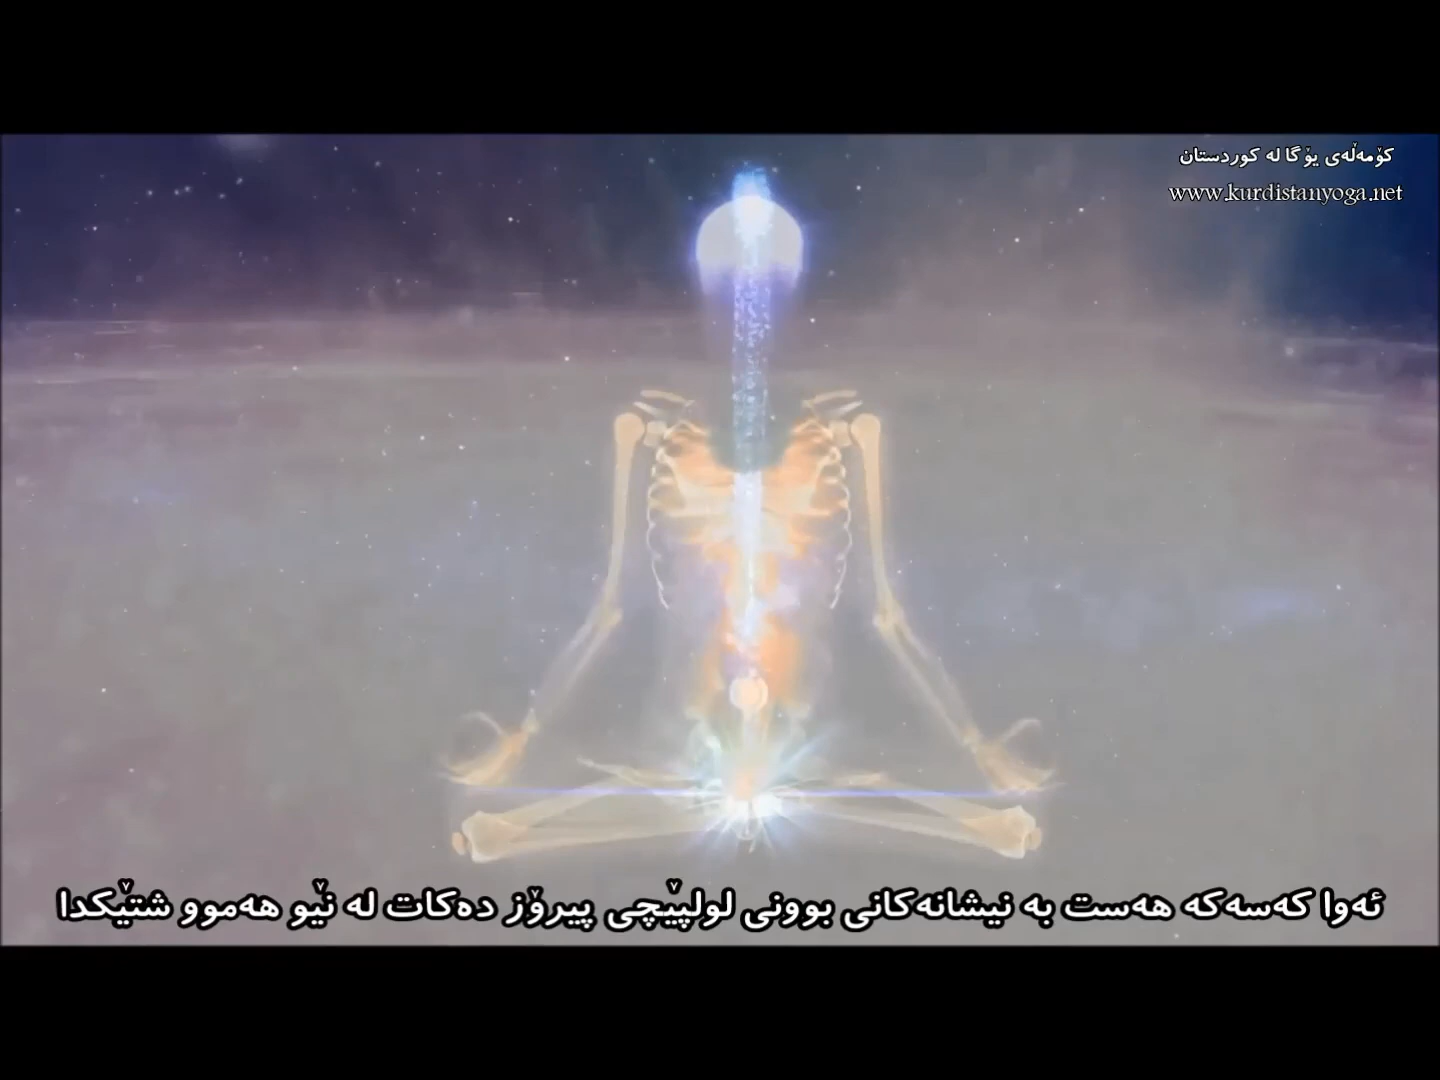 کۆمەڵەی یۆگا لە کوردستان
www.kurdistanyoga.net
ئەوا کەسەکە هەست بە نیشانەکانی بوونی لولپێچی پیرۆز دەکات لە نێو هەموو شتێکدا